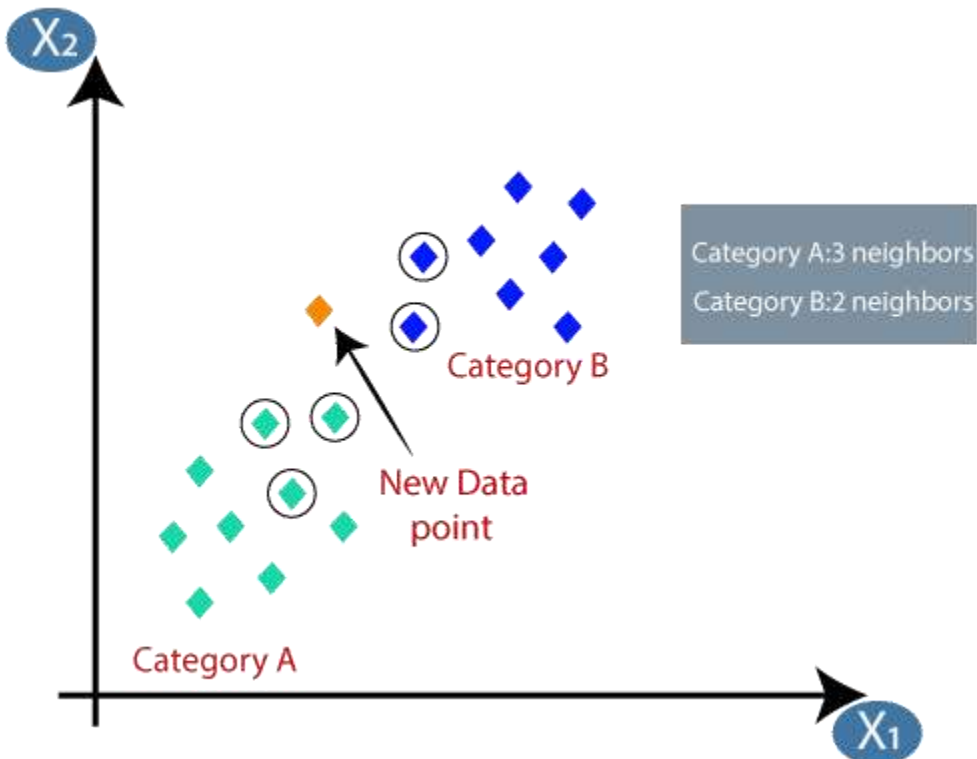 X₂
Category A:3 neighbors
Category B:2 neighbors
Category B
New Data
point
Category A
X₁